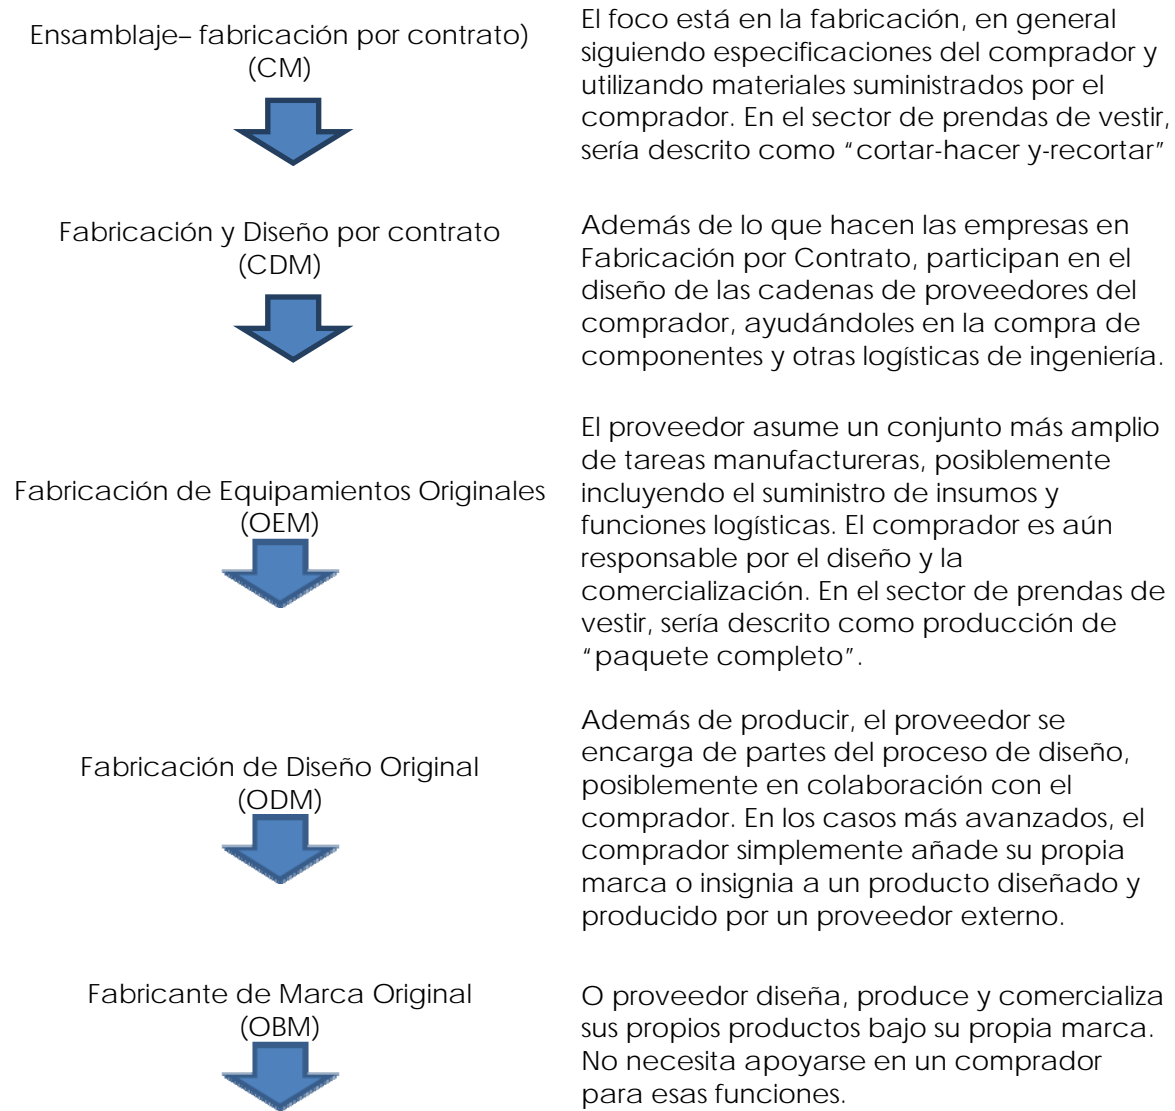 Ensamblaje– fabricación por contrato)
(CM)
El foco está en la fabricación, en general
siguiendo especificaciones del comprador y
utilizando materiales suministrados por el
comprador. En el sector de prendas de vestir,
sería descrito como “cortar-hacer y-recortar”
Fabricación y Diseño por contrato
(CDM)
Además de lo que hacen las empresas en
Fabricación por Contrato, participan en el
diseño de las cadenas de proveedores del
comprador, ayudándoles en la compra de
componentes y otras logísticas de ingeniería.
Fabricación de Equipamientos Originales
(OEM)
El proveedor asume un conjunto más amplio
de tareas manufactureras, posiblemente
incluyendo el suministro de insumos y
funciones logísticas. El comprador es aún
responsable por el diseño y la
comercialización. En el sector de prendas de
vestir, sería descrito como producción de
“paquete completo”.
Fabricación de Diseño Original
(ODM)
Además de producir, el proveedor se
encarga de partes del proceso de diseño,
posiblemente en colaboración con el
comprador. En los casos más avanzados, el
comprador simplemente añade su propia
marca o insignia a un producto diseñado y
producido por un proveedor externo.
Fabricante de Marca Original
(OBM)
O proveedor diseña, produce y comercializa
sus propios productos bajo su propia marca.
No necesita apoyarse en un comprador
para esas funciones.